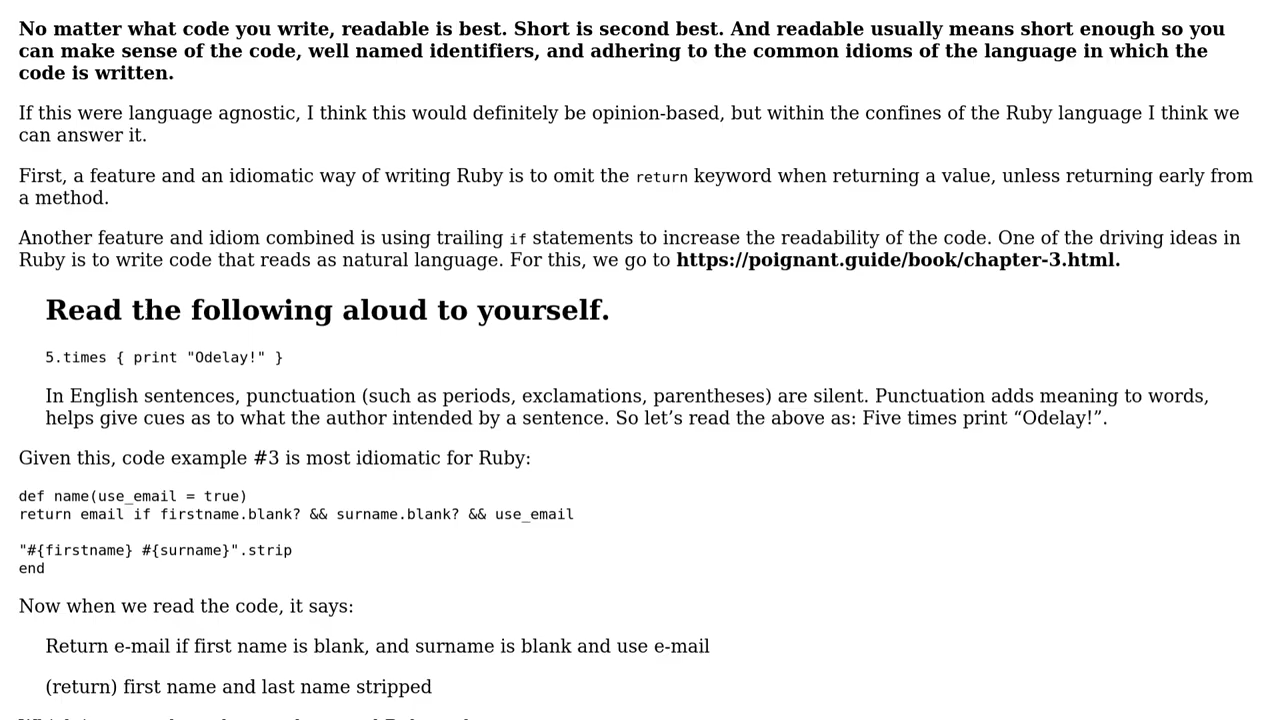 No matter what code you write, readable is best. Short is second best. And readable usually means short enough so you
can make sense of the code, well named identifiers, and adhering to the common idioms of the language in which the
code is written.
If this were language agnostic, I think this would definitely be opinion-based, but within the confines of the Ruby language I think we
can answer it.
First, a feature and an idiomatic way of writing Ruby is to omit the return keyword when returning a value, unless returning early from
a method.
Another feature and idiom combined is using trailing if statements to increase the readability of the code. One of the driving ideas in
Ruby is to write code that reads as natural language. For this, we go to https://poignant.guide/book/chapter-3.html.
Read the following aloud to yourself.
5.times { print "Odelay!" }
In English sentences, punctuation (such as periods, exclamations, parentheses) are silent. Punctuation adds meaning to words,
helps give cues as to what the author intended by a sentence. So let’s read the above as: Five times print “Odelay!”.
Given this, code example #3 is most idiomatic for Ruby:
def name(use_email = true)
return email if firstname.blank? && surname.blank? && use_email
"#{firstname} #{surname}".strip
end
Now when we read the code, it says:
Return e-mail if first name is blank, and surname is blank and use e-mail
(return) first name and last name stripped